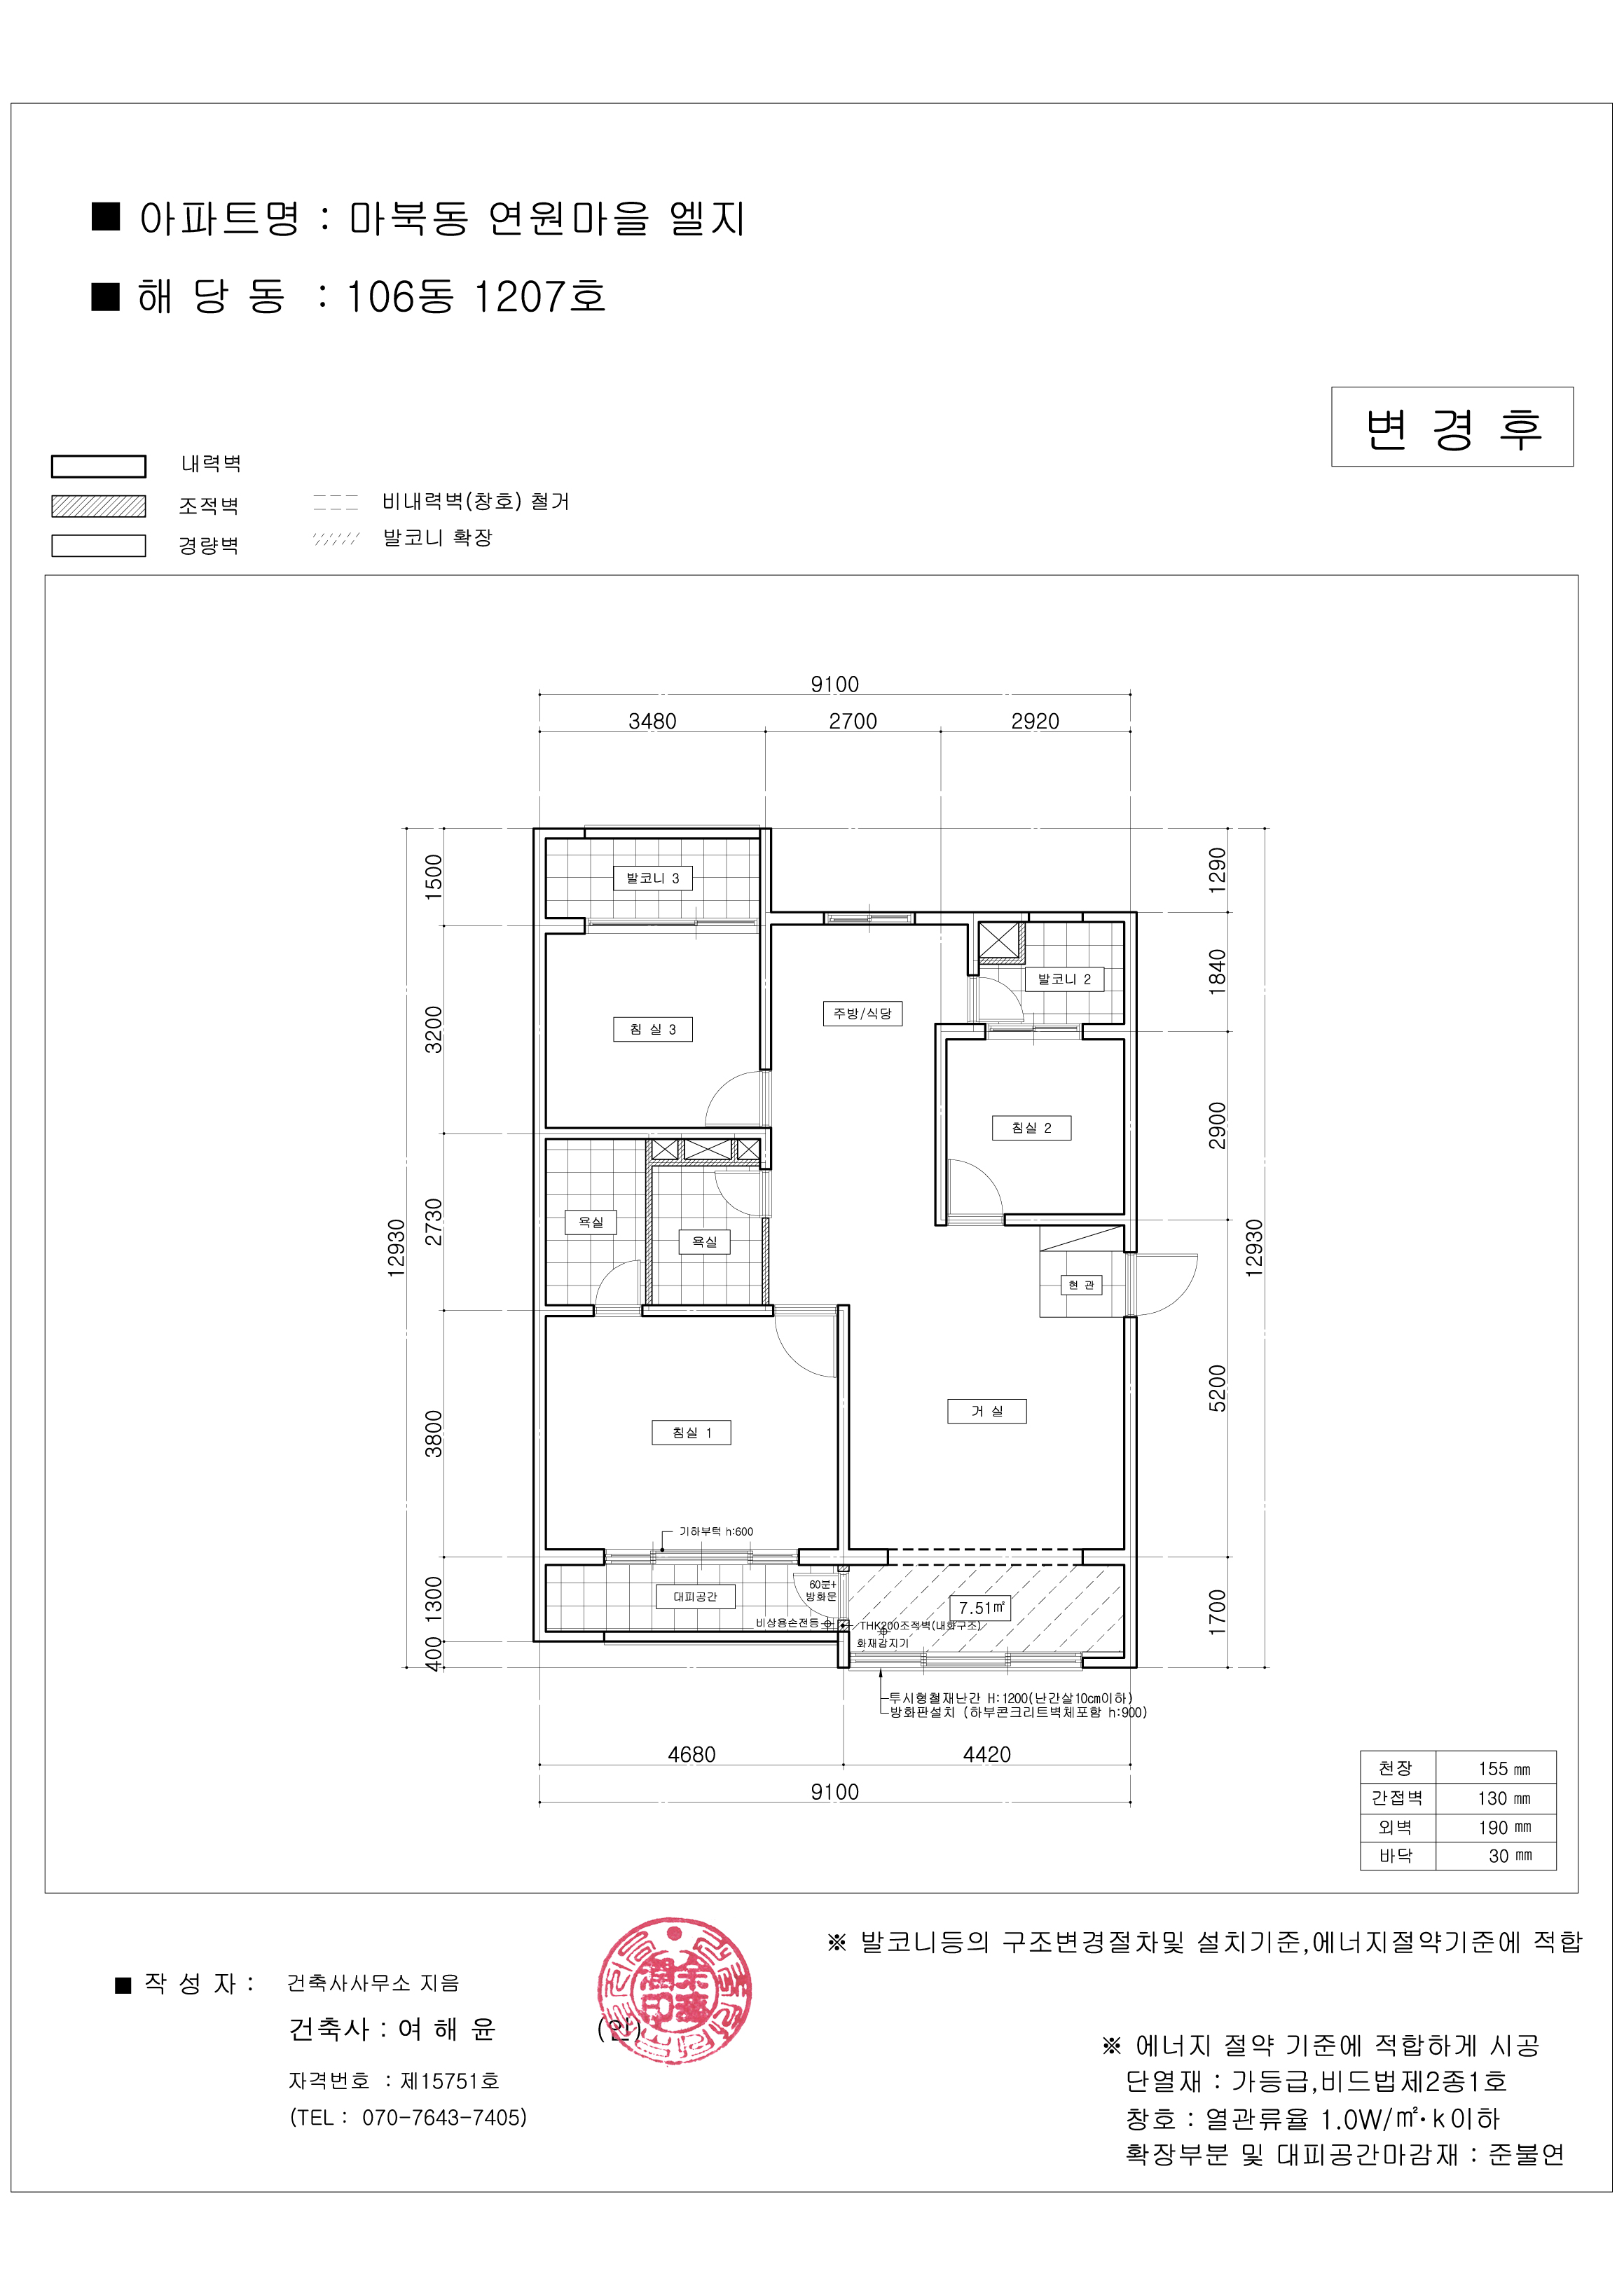 ■ 아파트명 : 마북동 연원마을 엘지
■ 해 당 동 : 106동 1207호
변 경 후
내력벽
조적벽
경량벽
비내력벽(창호) 철거
발코니 확장
9100
3480 2700 2920
1500
3200
2730
3800
1300
400
12930
1290
1840
2900
5200
1700
12930
발코니 3
발코니 2
주방/식당
침 실 3
침실 2
욕실
욕실
현 관
거 실
침실 1
기하부턱 h:600
대피공간
60분+
방화문
7.51㎡
비상용손전등
THK200조적벽(내화구조)
화재감지기
투시형철재난간 H:1200(난간살10cm이하)
방화판설치 (하부콘크리트벽체포함 h:900)
4680 4420
9100
천장 155 ㎜
간접벽 130 ㎜
외벽 190 ㎜
바닥 30 ㎜
※ 발코니등의 구조변경절차및 설치기준,에너지절약기준에 적합
■ 작 성 자 : 건축사사무소 지음
건축사 : 여 해 윤 (인)
자격번호 : 제15751호
(TEL : 070-7643-7405)
※ 에너지 절약 기준에 적합하게 시공
단열재 : 가등급,비드법제2종1호
창호 : 열관류율 1.0W/㎡·k이하
확장부분 및 대피공간마감재 : 준불연